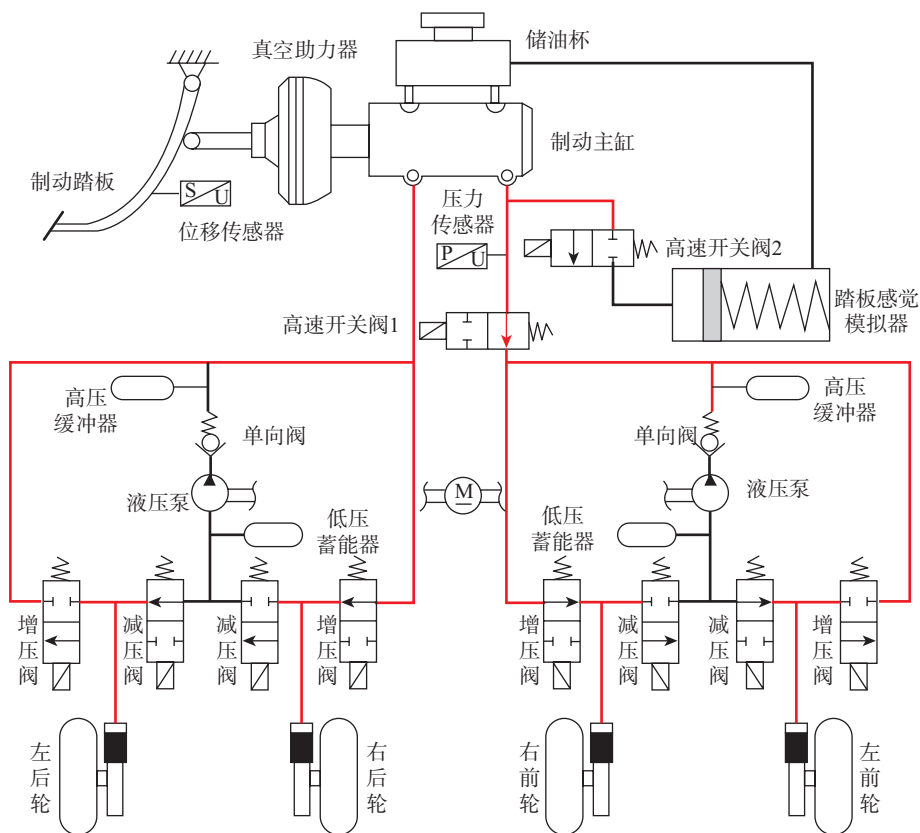 储油杯
真空助力器
制动主缸
制动踏板
S
U
位移传感器
压力
传感器
P
U
高速开关阀2
踏板感觉
模拟器
高速开关阀1
高压
缓冲器
单向阀
液压泵
低压
蓄能器
M
单向阀
高压
缓冲器
液压泵
低压
蓄能器
增压阀
减压阀
减压阀
增压阀
增压阀
减压阀
减压阀
增压阀
左后轮
右后轮
右前轮
左前轮